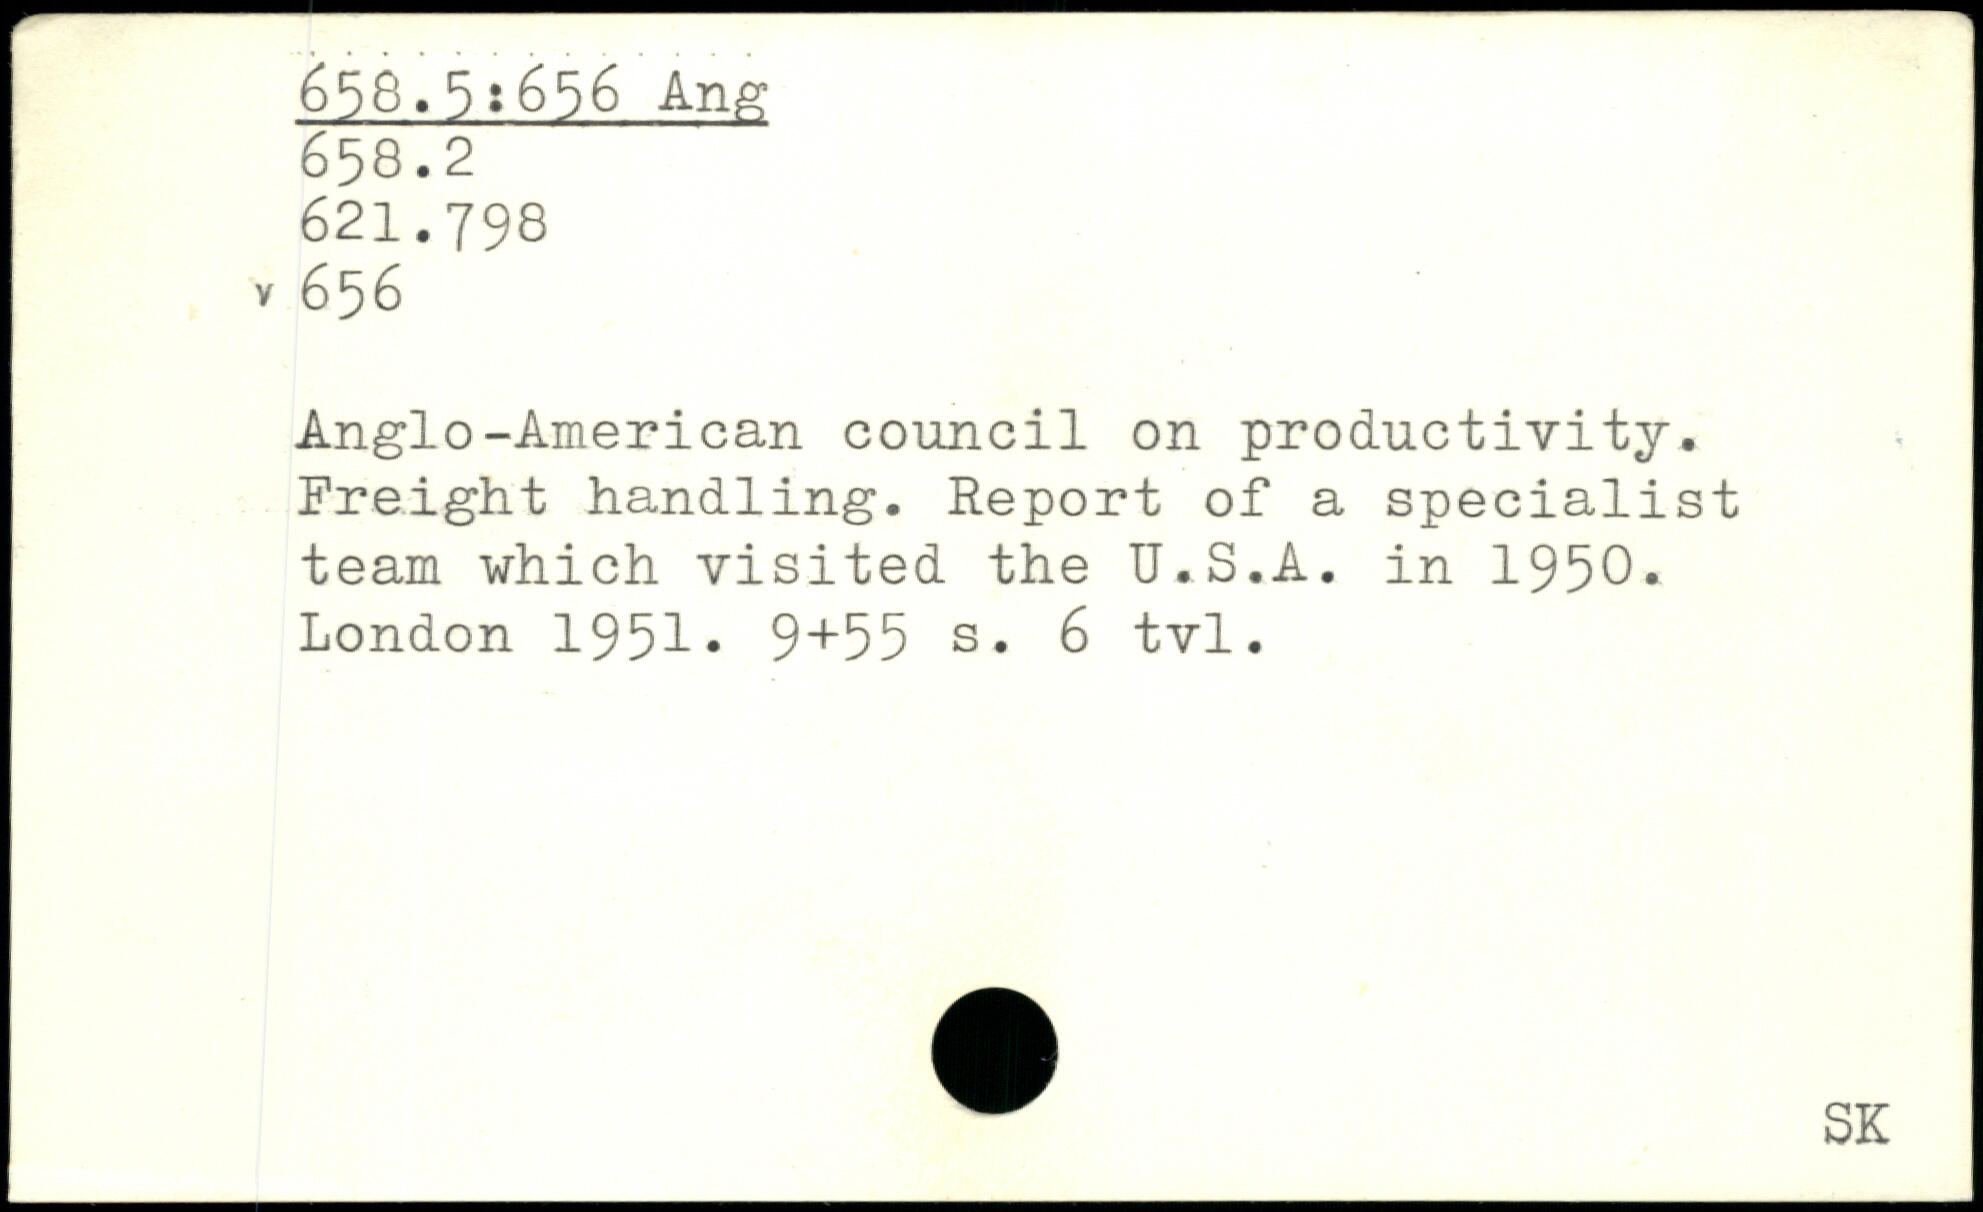 658.5:656 Ang
658.2
621.798
v 656
Anglo-American council on productivity.
Freight handling. Report of a specialist
team which visited the U.S.A. in 1950.
London 1951. 9+55 s. 6 tvl.
SK